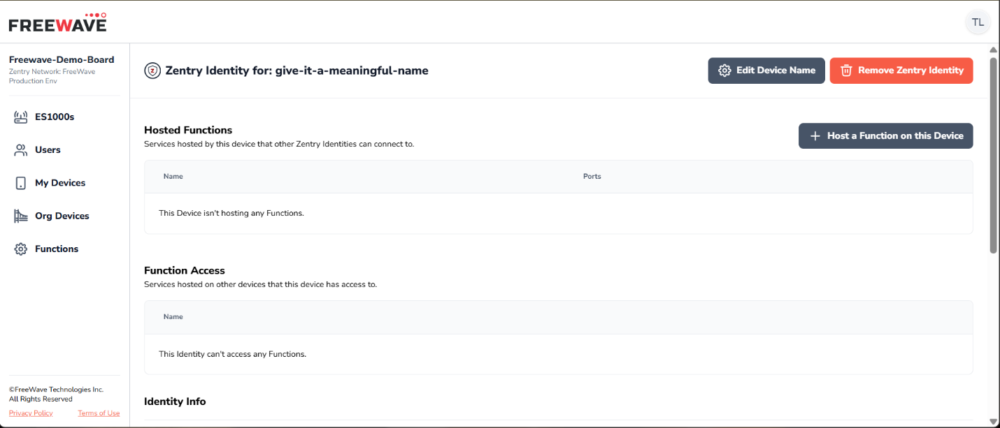 FREEWAVE
TL
Freewave-Demo-Board
Zentry Network: FreeWave
Production Env
ES1000s
Users
My Devices
Org Devices
Functions
©FreeWave Technologies Inc.
All Rights Reserved
Privacy Policy Terms of Use
Z Zentry Identity for: give-it-a-meaningful-name
Edit Device Name Remove Zentry Identity
Hosted Functions
Services hosted by this device that other Zentry Identities can connect to.
Host a Function on this Device
Name Ports
This Device isn't hosting any Functions.
Function Access
Services hosted on other devices that this device has access to.
Name
This Identity can't access any Functions.
Identity Info